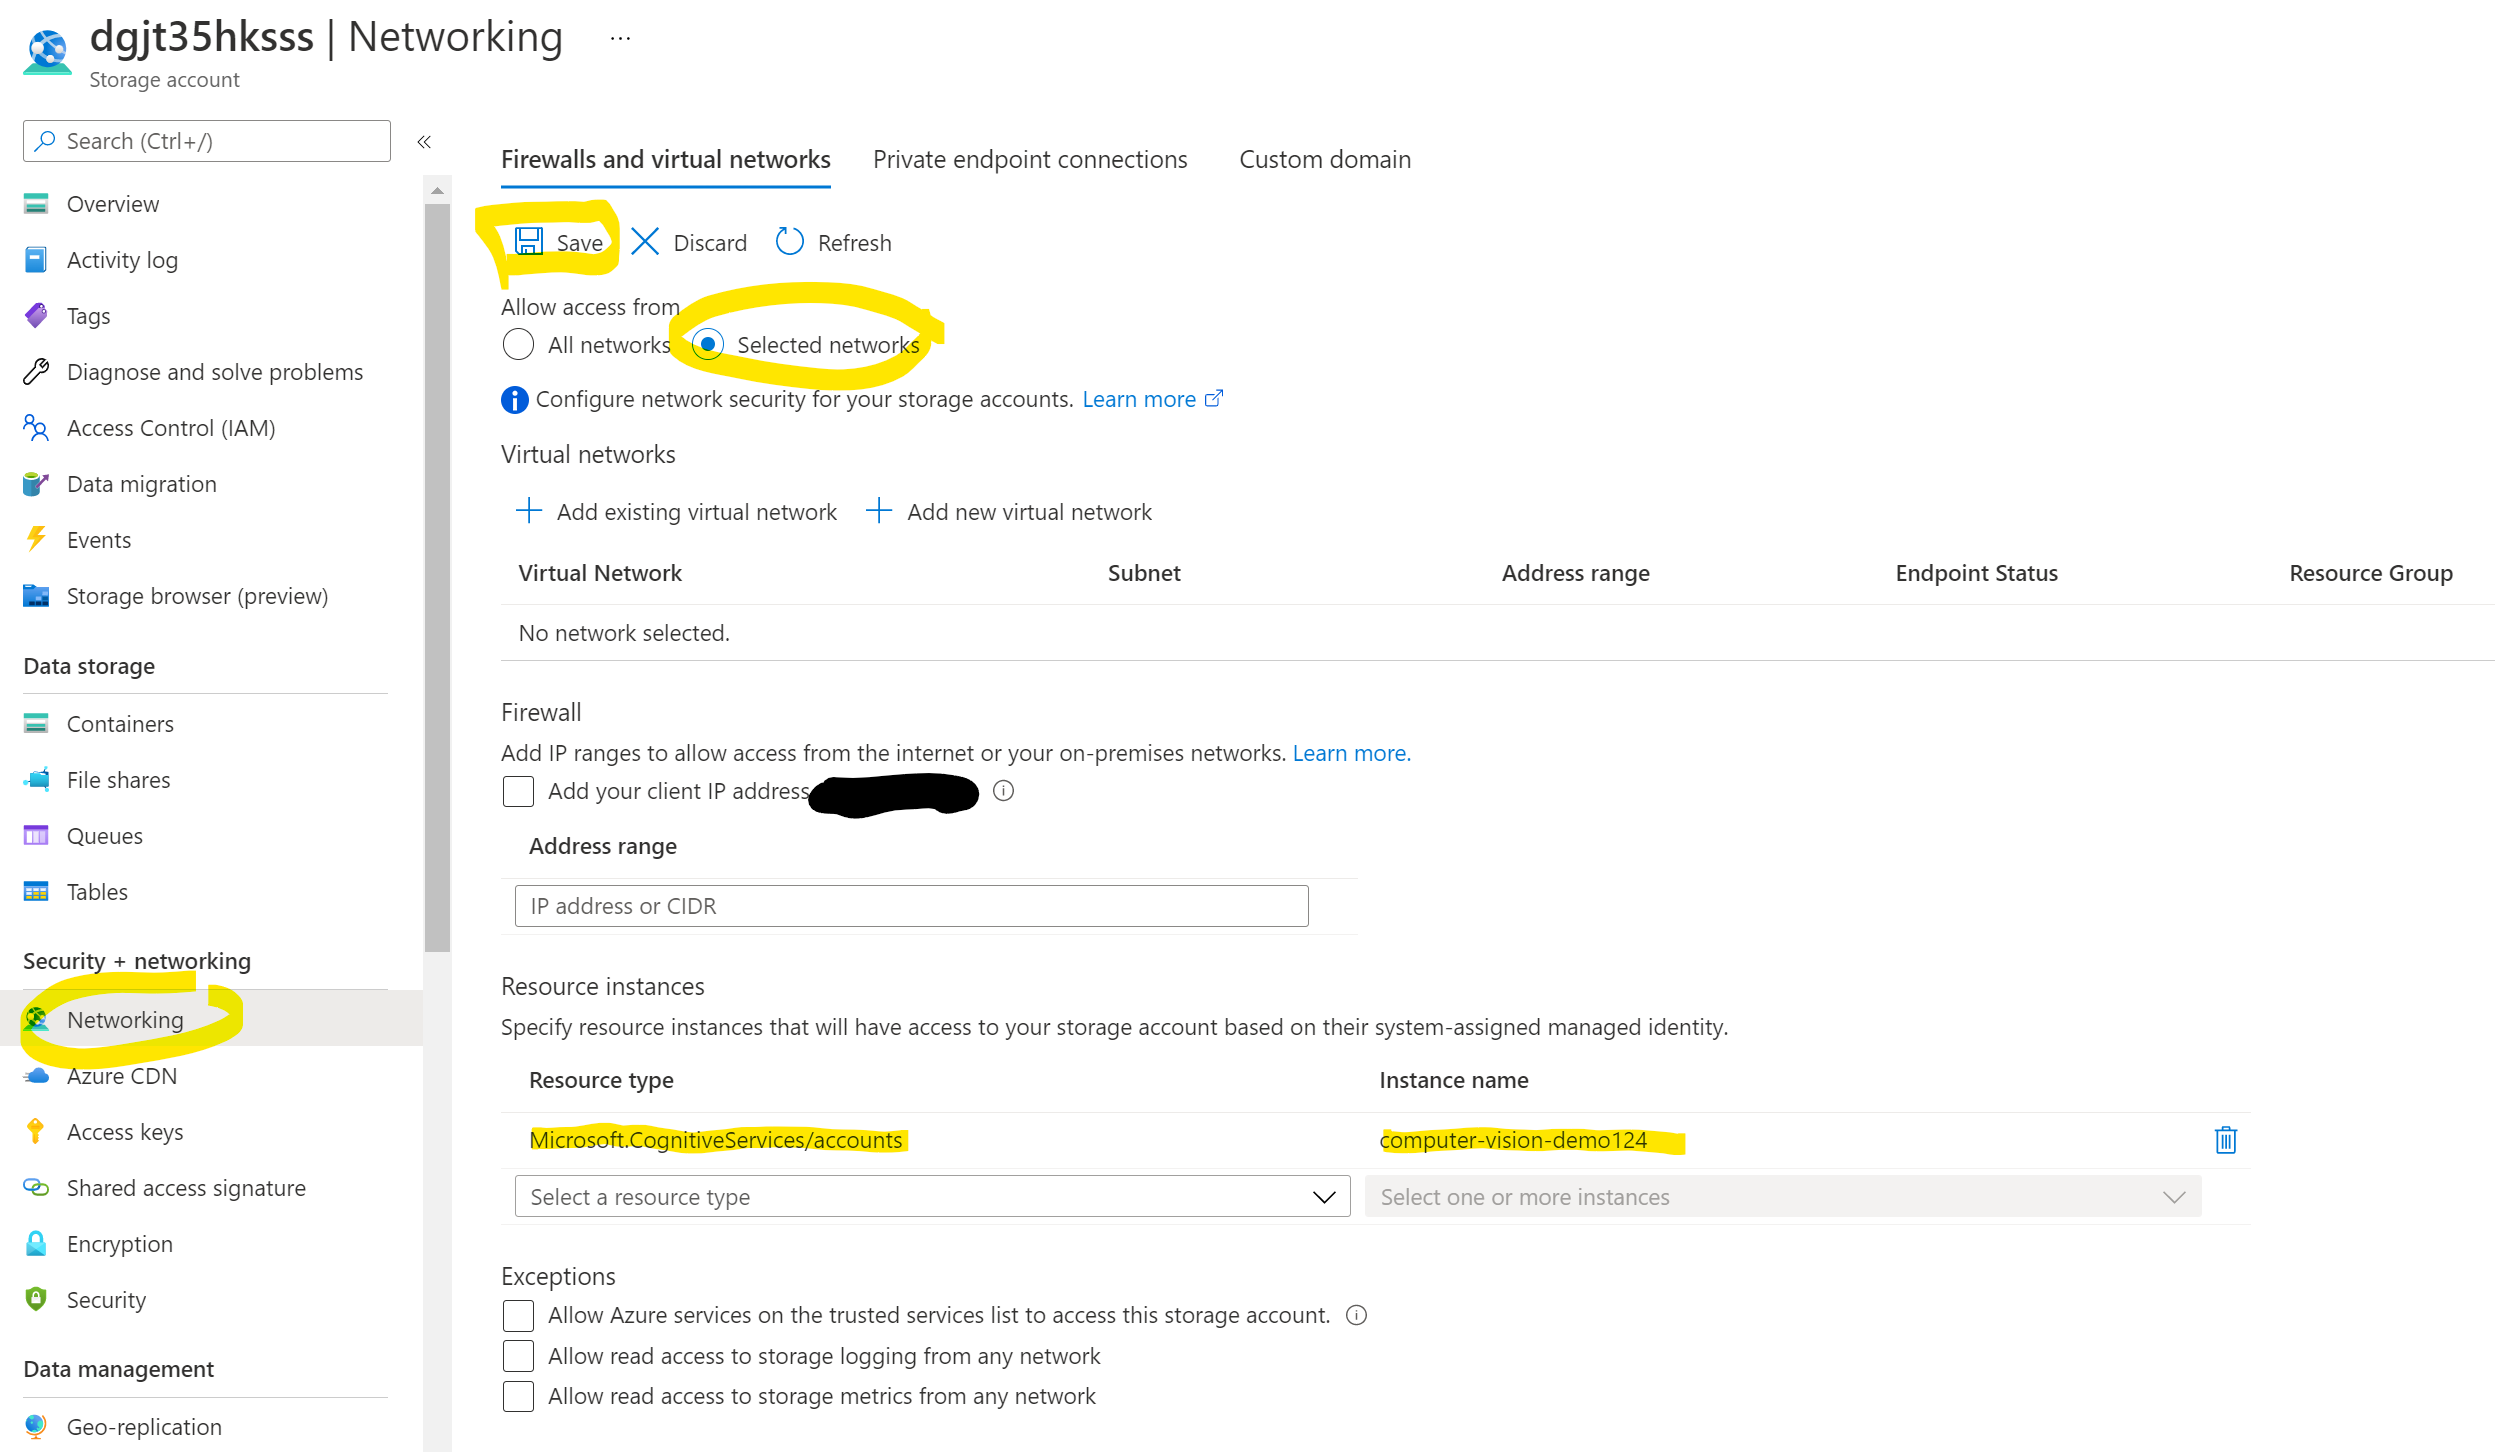 dgjt35hksss | Networking ...
Storage account
Search (Ctrl+/)
«
Overview
Activity log
Tags
Diagnose and solve problems
Access Control (IAM)
Data migration
Events
Storage browser (preview)
Data storage
Containers
File shares
Queues
Tables
Security + networking
Networking
Azure CDN
Access keys
Shared access signature
Encryption
Security
Data management
Geo-replication
Firewalls and virtual networks Private endpoint connections Custom domain
Save Discard Refresh
Allow access from
All networks Selected networks
Configure network security for your storage accounts. Learn more
Virtual networks
Add existing virtual network Add new virtual network
Virtual Network Subnet Address range Endpoint Status Resource Group
No network selected.
Firewall
Add IP ranges to allow access from the internet or your on-premises networks. Learn more.
Add your client IP address
Address range
IP address or CIDR
Resource instances
Specify resource instances that will have access to your storage account based on their system-assigned managed identity.
Resource type Instance name
Microsoft.CognitiveServices/accounts computer-vision-demo124
Select a resource type Select one or more instances
Exceptions
Allow Azure services on the trusted services list to access this storage account.
Allow read access to storage logging from any network
Allow read access to storage metrics from any network